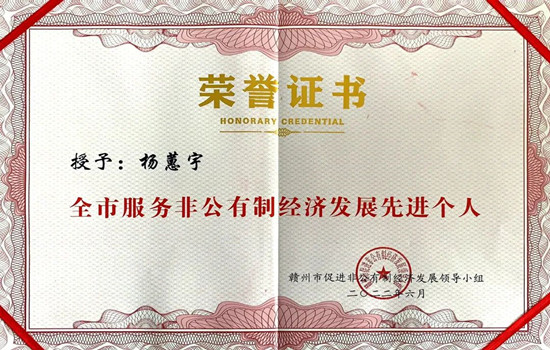 荣誉证书
HONORARY CREDENTIAL
授予：杨蕙宇
全市服务非公有制经济发展先进个人
赣州市促进非公有制经济发展领导小组
二〇二二年六月